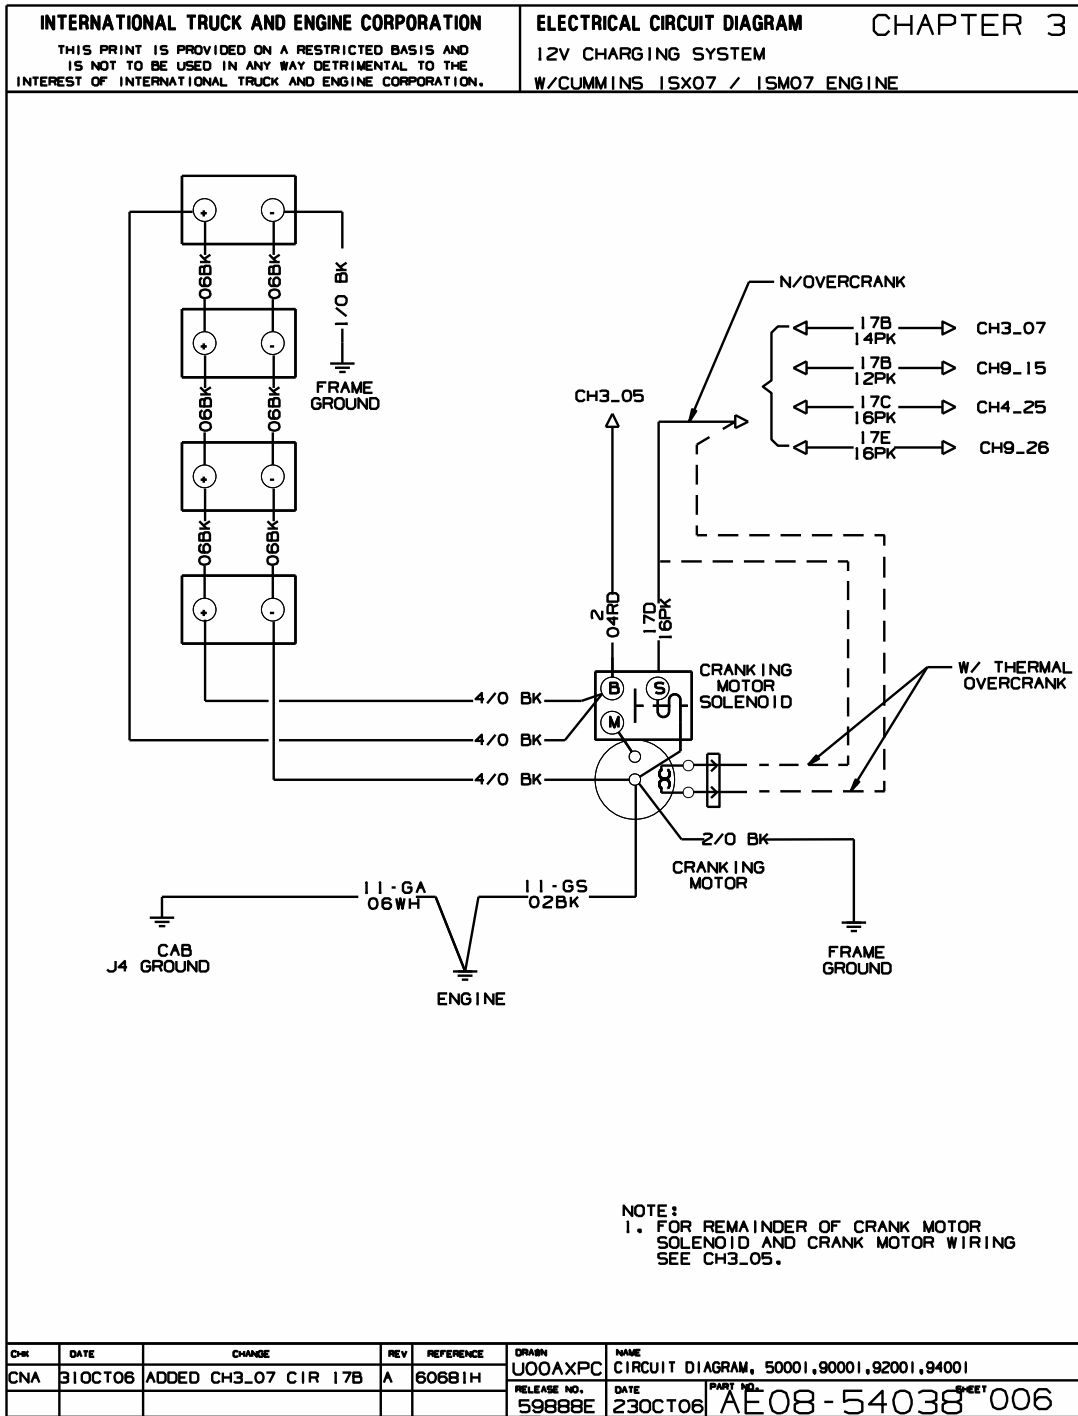 INTERNATIONAL TRUCK AND ENGINE CORPORATION
THIS PRINT IS PROVIDED ON A RESTRICTED BASIS AND
IS NOT TO BE USED IN ANY WAY DETRIMENTAL TO THE
INTEREST OF INTERNATIONAL TRUCK AND ENGINE CORPORATION.
ELECTRICAL CIRCUIT DIAGRAM
CHAPTER 3
12V CHARGING SYSTEM
W/CUMMINS ISX07 / ISM07 ENGINE
+ -
06BK 06BK
1/0 BK
FRAME
GROUND
+ -
06BK 06BK
+ -
06BK 06BK
+ -
N/OVERCRANK
17B
14PK
CH3_07
17B
12PK
CH9_15
17C
16PK
CH4_25
17E
16PK
CH9_26
CH3_05
2
04RD
17D
16PK
B
S
M
CRANKING
MOTOR
SOLENOID
W/ THERMAL
OVERCRANK
4/0 BK
4/0 BK
4/0 BK
2/0 BK
CRANKING
MOTOR
11-GA
06WH
11-GS
02BK
CAB
J4 GROUND
ENGINE
FRAME
GROUND
NOTE:
1. FOR REMAINDER OF CRANK MOTOR
SOLENOID AND CRANK MOTOR WIRING
SEE CH3_05.
CHK DATE CHANGE REV REFERENCE
CNA 31OCT06 ADDED CH3_07 CIR 17B A 60681H
DRAWN
U00AXPC
NAME
CIRCUIT DIAGRAM, 50001,90001,92001,94001
RELEASE NO.
59888E
DATE
23OCT06
PART NO.
AE08-54038
SHEET
006